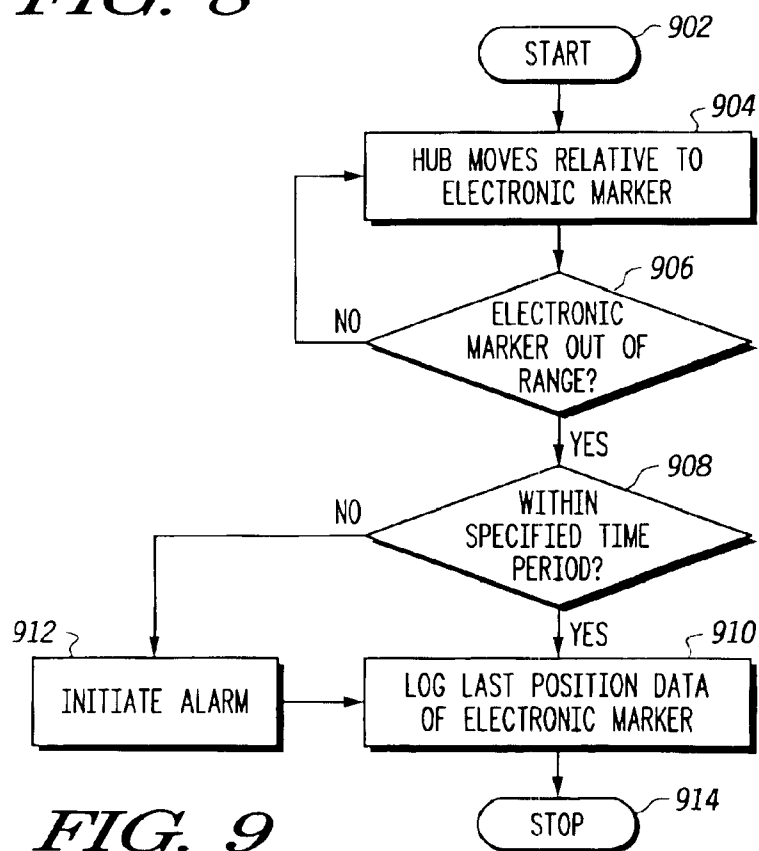 FIG. 8
START
902
904
HUB MOVES RELATIVE TO
ELECTRONIC MARKER
906
ELECTRONIC
MARKER OUT OF
RANGE?
NO
YES
908
WITHIN
SPECIFIED TIME
PERIOD?
NO
YES
912
INITIATE ALARM
910
LOG LAST POSITION DATA
OF ELECTRONIC MARKER
STOP
914
FIG. 9